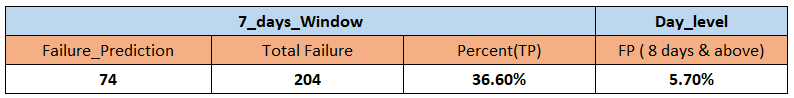 7_days_Window Day_level
Failure_Prediction Total Failure Percent(TP) FP ( 8 days & above)
74 204 36.60% 5.70%